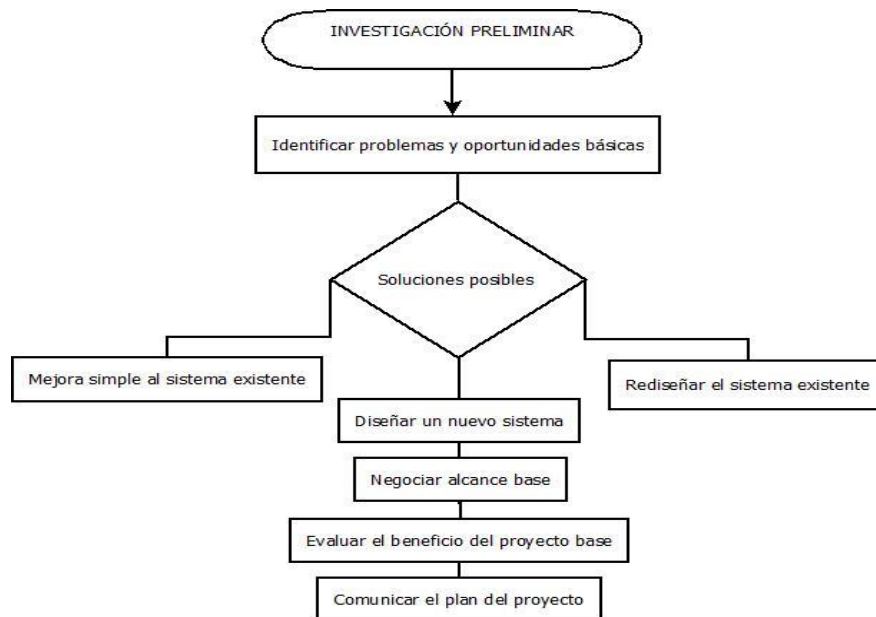 INVESTIGACIÓN PRELIMINAR
Identificar problemas y oportunidades básicas
Soluciones posibles
Mejora simple al sistema existente
Rediseñar el sistema existente
Diseñar un nuevo sistema
Negociar alcance base
Evaluar el beneficio del proyecto base
Comunicar el plan del proyecto